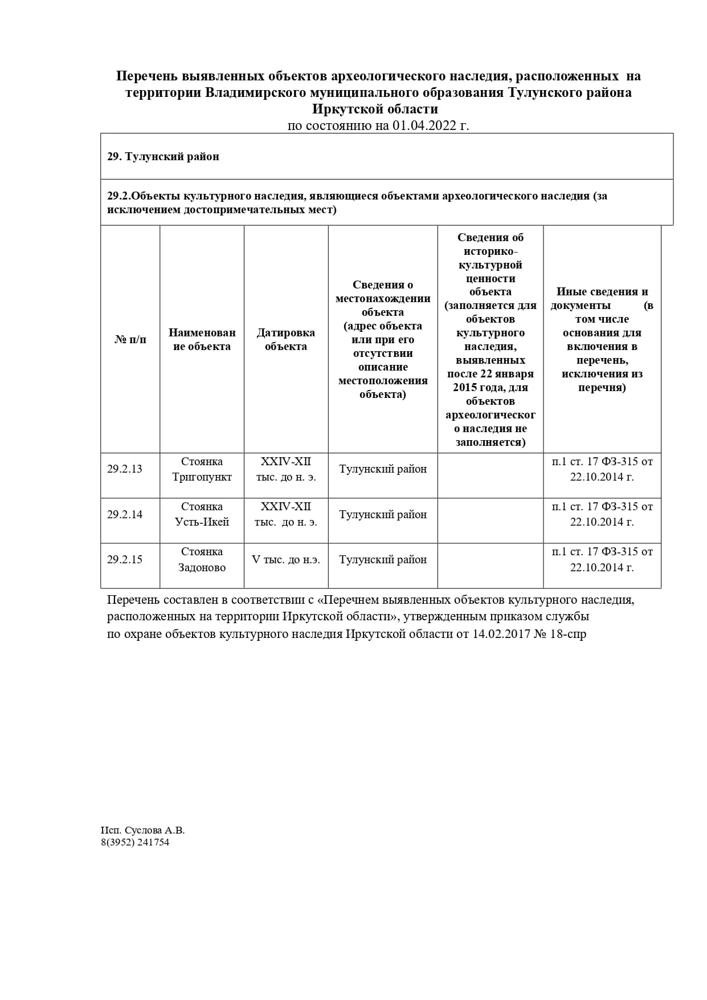 Перечень выявленных объектов археологического наследия, расположенных на
территории Владимирского муниципального образования Тулунского района
Иркутской области
по состоянию на 01.04.2022 г.
29. Тулунский район
29.2.Объекты культурного наследия, являющиеся объектами археологического наследия (за
исключением достопримечательных мест)
№ п/п
Наименован
ие объекта
Датировка
объекта
Сведения о
местонахождении
объекта
(адрес объекта
или при его
отсутствии
описание
местоположения
объекта)
Сведения об
историко-
культурной
ценности
объекта
(заполняется для
объектов
культурного
наследия,
выявленных
после 22 января
2015 года, для
объектов
археологическог
о наследия не
заполняется)
Иные сведения и
документы (в
том числе
основания для
включения в
перечень,
исключения из
перечня)
29.2.13
Стоянка
Тригопункт
XXIV-XII
тыс. до н. э.
Тулунский район
п.1 ст. 17 ФЗ-315 от
22.10.2014 г.
29.2.14
Стоянка
Усть-Икей
XXIV-XII
тыс. до н. э.
Тулунский район
п.1 ст. 17 ФЗ-315 от
22.10.2014 г.
29.2.15
Стоянка
Задоново
V тыс. до н.э.
Тулунский район
п.1 ст. 17 ФЗ-315 от
22.10.2014 г.
Перечень составлен в соответствии с «Перечнем выявленных объектов культурного наследия,
расположенных на территории Иркутской области», утвержденным приказом службы
по охране объектов культурного наследия Иркутской области от 14.02.2017 № 18-спр
Исп. Суслова А.В.
8(3952) 241754